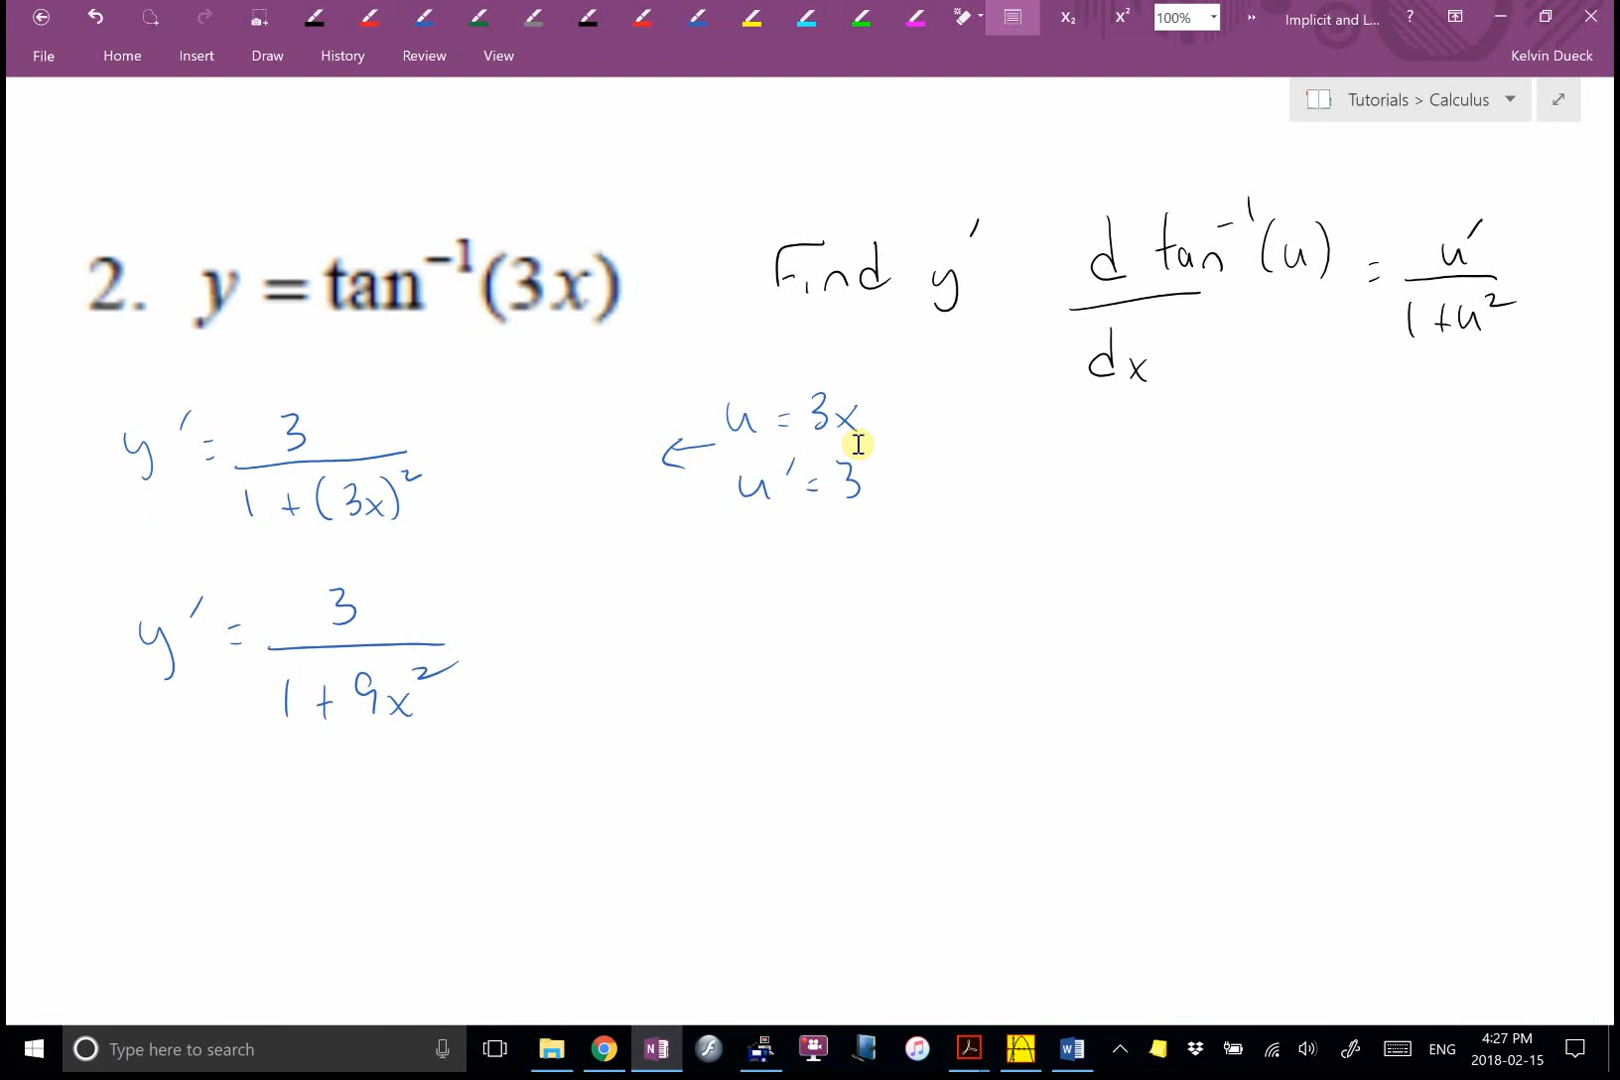 X₂ X² 100% Implicit and L... ?
File Home Insert Draw History Review View Kelvin Dueck
Tutorials > Calculus
2. y = tan⁻¹(3x)
Find y′
d tan⁻¹(u) / dx = u′ / 1+u²
u = 3x
u′ = 3
y′ = 3 / 1 + (3x)²
y′ = 3 / 1 + 9x²
Type here to search
ENG
4:27 PM
2018-02-15